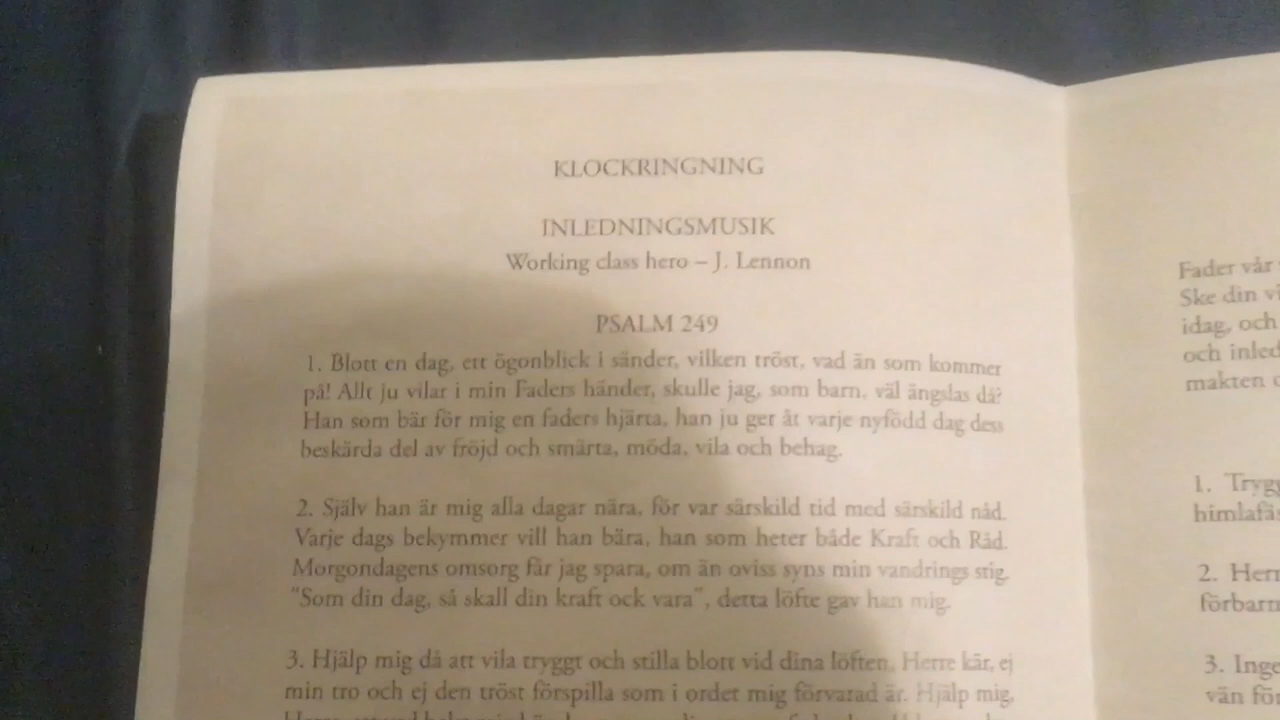 KLOCKRINGNING
INLEDNINGSMUSIK
Working class hero – J. Lennon
PSALM 249
1. Blott en dag, ett ögonblick i sänder, vilken tröst, vad än som kommer
på! Allt ju vilar i min Faders händer, skulle jag, som barn, väl ängslas då?
Han som bär för mig en faders hjärta, han ju ger åt varje nyfödd dag dess
beskärda del av fröjd och smärta, möda, vila och behag.
2. Själv han är mig alla dagar nära, för var särskild tid med särskild nåd.
Varje dags bekymmer vill han bära, han som heter både Kraft och Råd.
Morgondagens omsorg får jag spara, om än oviss syns min vandrings stig.
"Som din dag, så skall din kraft ock vara", detta löfte gav han mig.
3. Hjälp mig då att vila tryggt och stilla blott vid dina löften, Herre kär, ej
min tro och ej den tröst förspilla som i ordet mig förvarad är. Hjälp mig,
Fader vår
Ske din vi
idag, och
och inled
makten
1. Trygg
himlafäs
2. Herr
förbarm
3. Inge
vän för